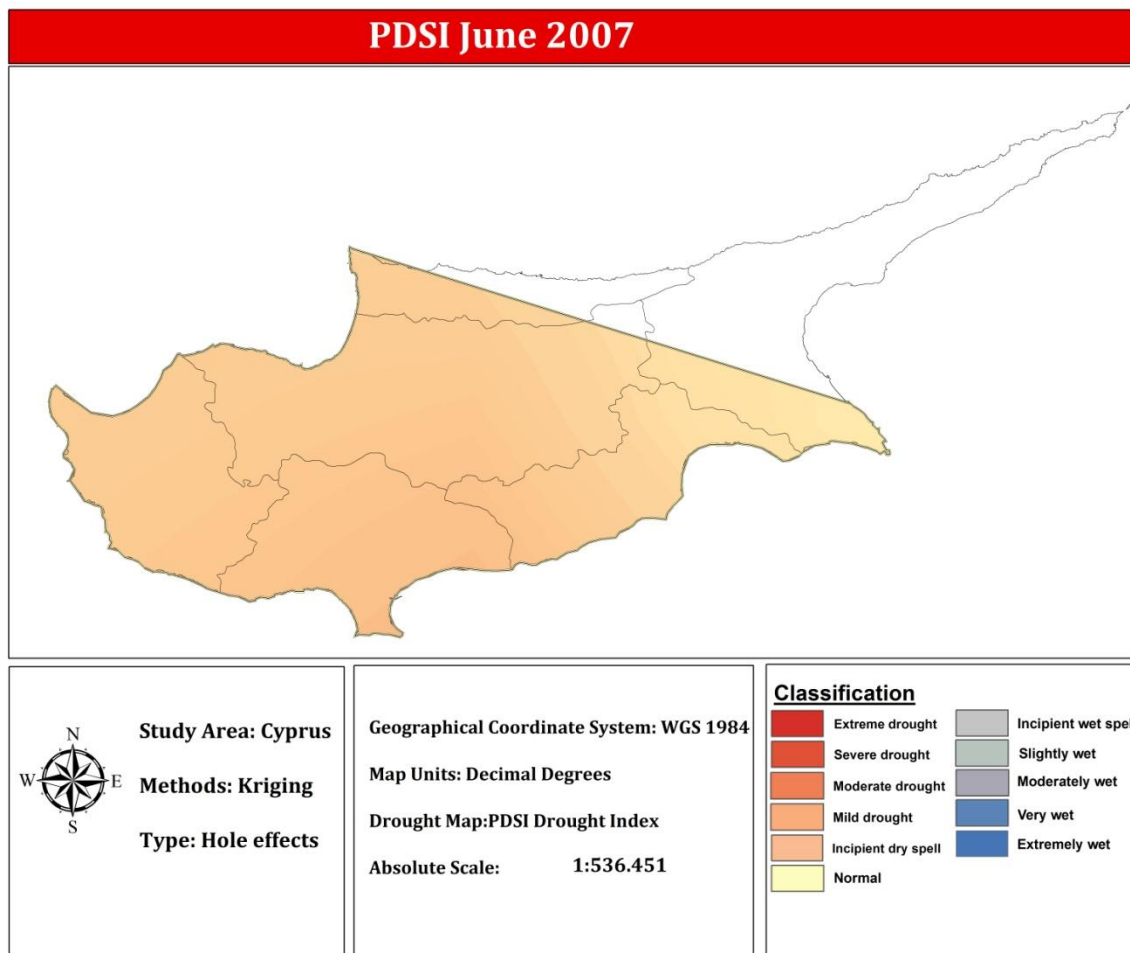 PDSI June 2007
N
W
E
S
Study Area: Cyprus
Methods: Kriging
Type: Hole effects
Geographical Coordinate System: WGS 1984
Map Units: Decimal Degrees
Drought Map:PDSI Drought Index
Absolute Scale: 1:536.451
Classification
Extreme drought
Severe drought
Moderate drought
Mild drought
Incipient dry spell
Normal
Incipient wet spel
Slightly wet
Moderately wet
Very wet
Extremely wet